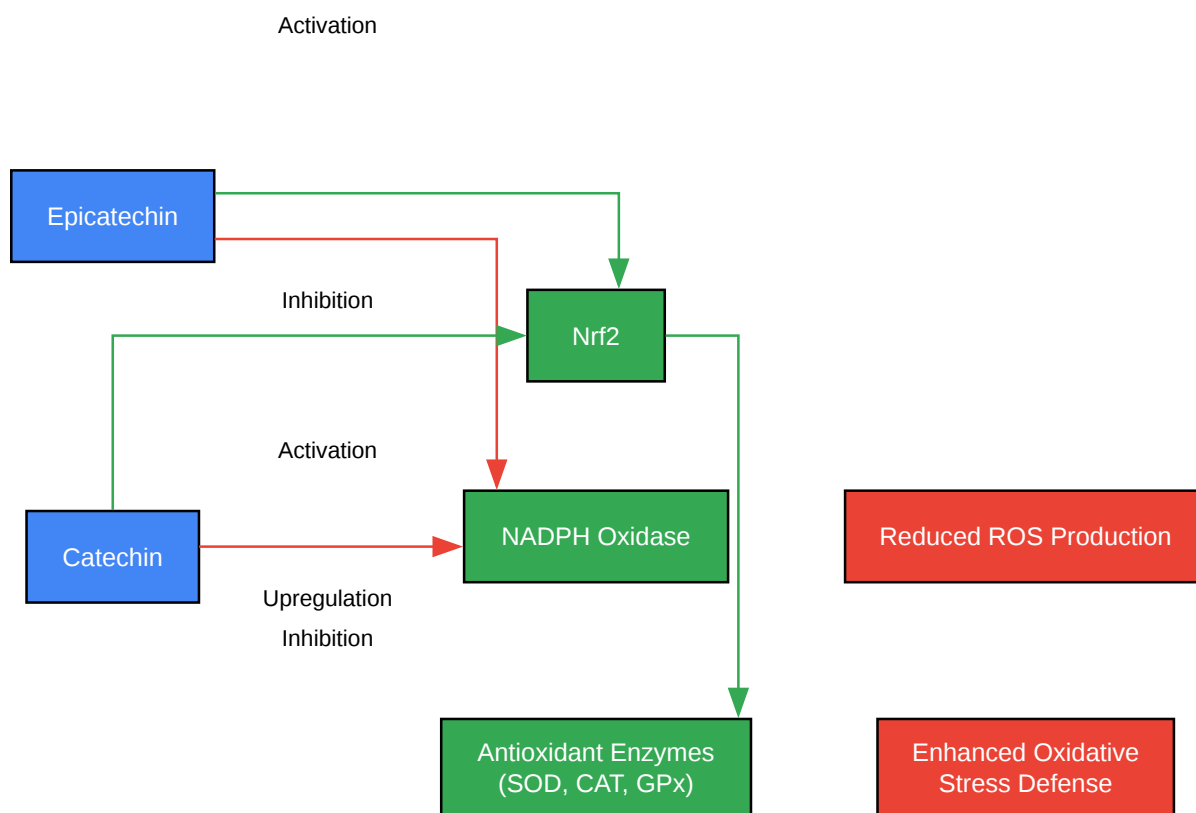 Activation
Epicatechin
Inhibition
Nrf2
Activation
NADPH Oxidase
Reduced ROS Production
Catechin
Upregulation
Inhibition
Antioxidant Enzymes
(SOD, CAT, GPx)
Enhanced Oxidative
Stress Defense